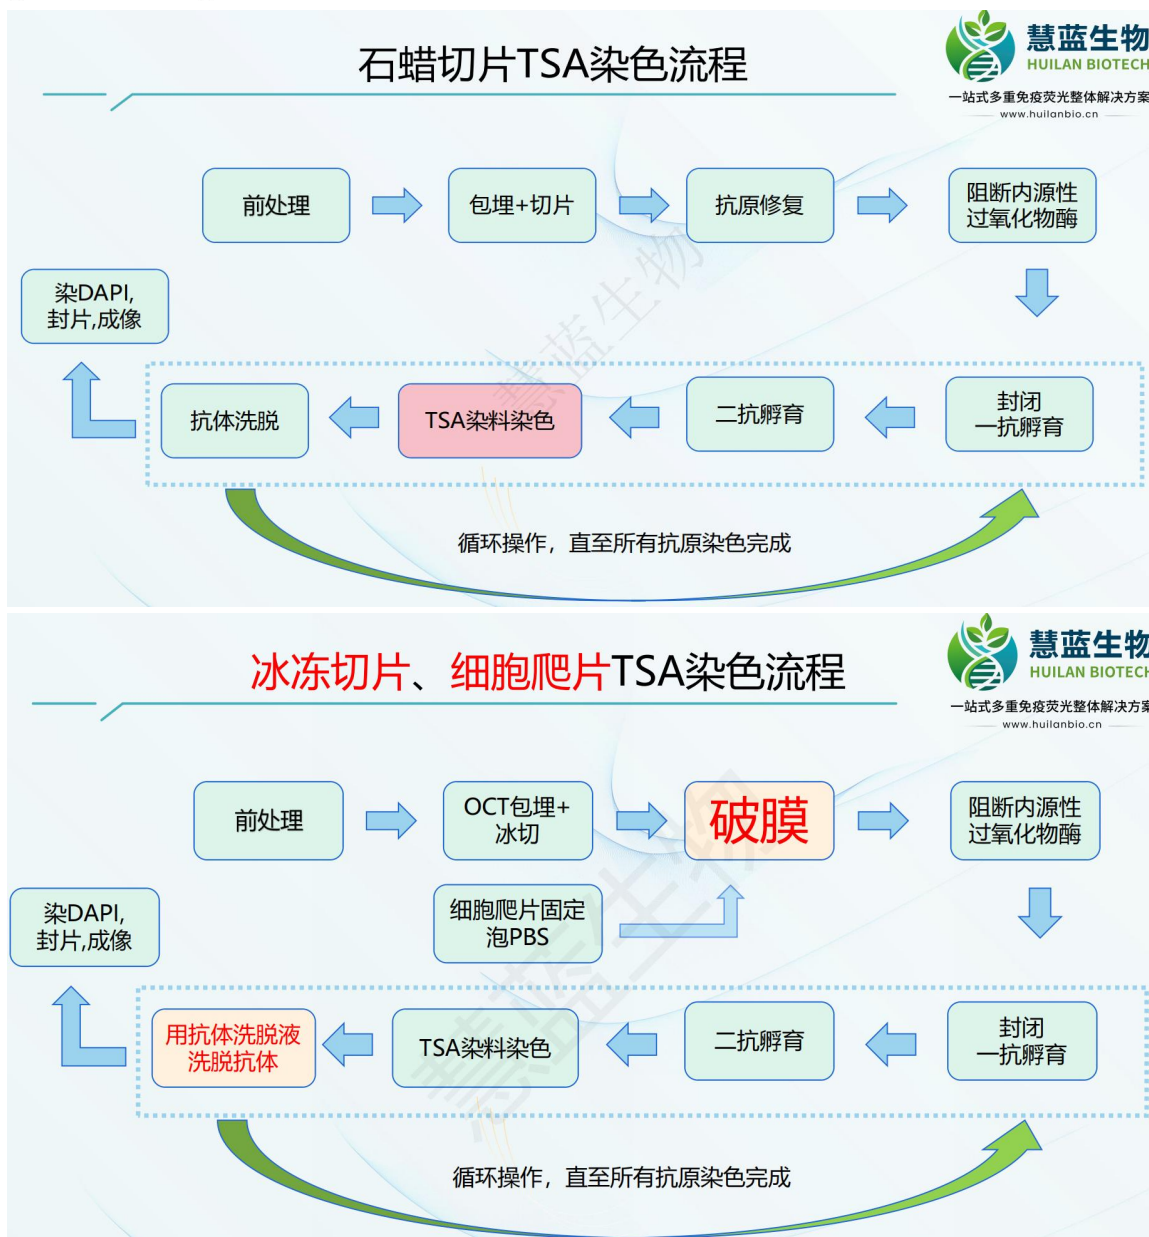 石蜡切片TSA染色流程
慧蓝生物
HUILAN BIOTECH
一站式多重免疫荧光整体解决方案
www.huilanbio.cn
前处理
包埋+切片
抗原修复
阻断内源性
过氧化物酶
封闭
一抗孵育
二抗孵育
TSA染料染色
抗体洗脱
染DAPI,
封片,成像
循环操作，直至所有抗原染色完成
慧蓝生物
冰冻切片、细胞爬片TSA染色流程
慧蓝生物
HUILAN BIOTECH
一站式多重免疫荧光整体解决方案
www.huilanbio.cn
前处理
OCT包埋+
冰切
破膜
阻断内源性
过氧化物酶
细胞爬片固定
泡PBS
封闭
一抗孵育
二抗孵育
TSA染料染色
用抗体洗脱液
洗脱抗体
染DAPI,
封片,成像
循环操作，直至所有抗原染色完成
慧蓝生物